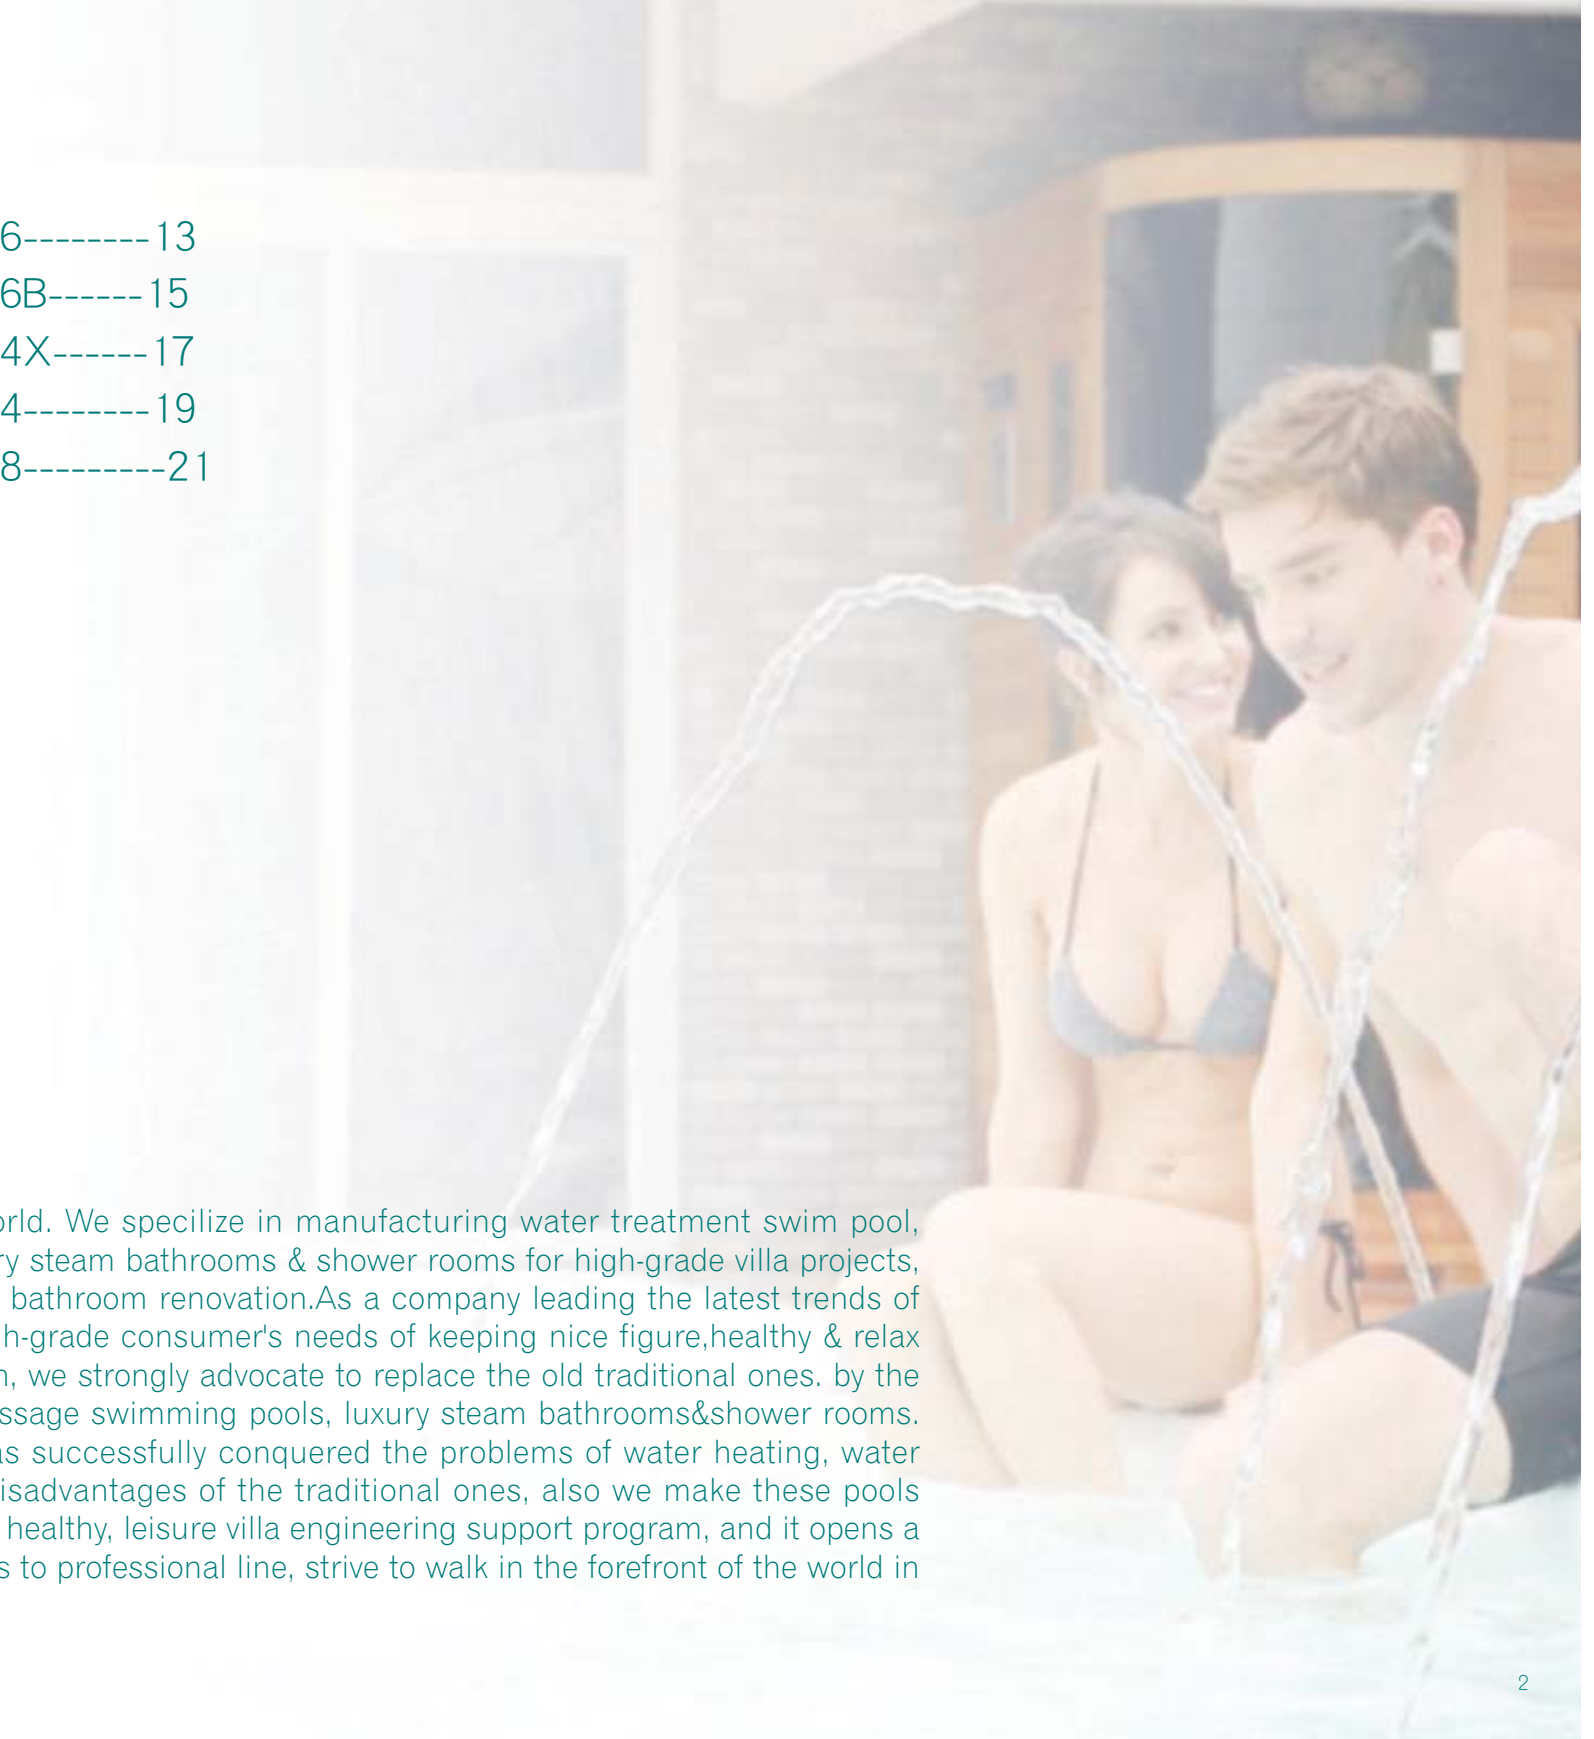 6--------13
6B------15
4X------17
4--------19
8---------21
orld. We specilize in manufacturing water treatment swim pool,
ry steam bathrooms & shower rooms for high-grade villa projects,
bathroom renovation.As a company leading the latest trends of
h-grade consumer's needs of keeping nice figure,healthy & relax
n, we strongly advocate to replace the old traditional ones. by the
ssage swimming pools, luxury steam bathrooms&shower rooms.
as successfully conquered the problems of water heating, water
isadvantages of the traditional ones, also we make these pools
healthy, leisure villa engineering support program, and it opens a
s to professional line, strive to walk in the forefront of the world in
2